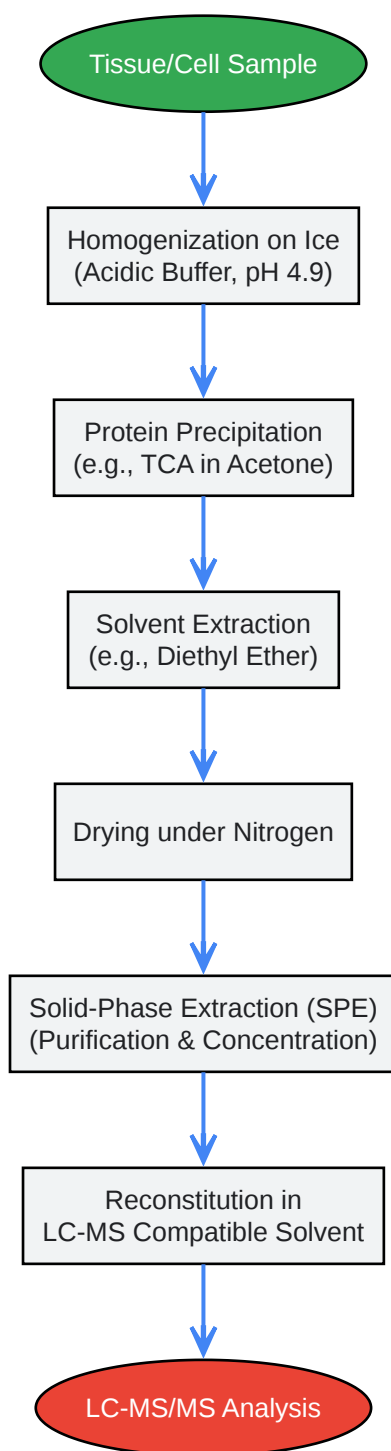 Tissue/Cell Sample
Homogenization on Ice
(Acidic Buffer, pH 4.9)
Protein Precipitation
(e.g., TCA in Acetone)
Solvent Extraction
(e.g., Diethyl Ether)
Drying under Nitrogen
Solid-Phase Extraction (SPE)
(Purification & Concentration)
Reconstitution in
LC-MS Compatible Solvent
LC-MS/MS Analysis